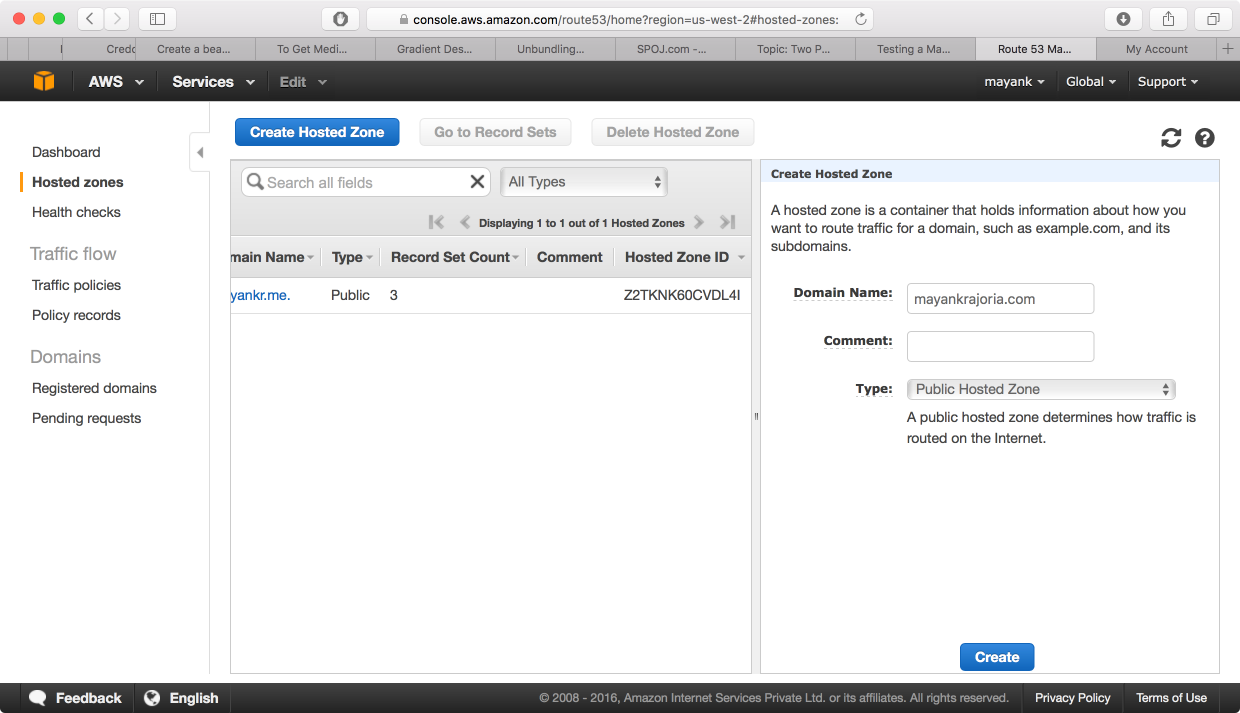 console.aws.amazon.com/route53/home?region=us-west-2#hosted-zones:
Create a bea...
To Get Medi...
Gradient Des...
Unbundling...
SPOJ.com -...
Topic: Two P...
Testing a Ma...
Route 53 Ma...
My Account
AWS
Services
Edit
mayank
Global
Support
Dashboard
Hosted zones
Health checks
Traffic flow
Traffic policies
Policy records
Domains
Registered domains
Pending requests
Create Hosted Zone
Go to Record Sets
Delete Hosted Zone
Search all fields
All Types
Displaying 1 to 1 out of 1 Hosted Zones
main Name
Type
Record Set Count
Comment
Hosted Zone ID
yankr.me.
Public
3
Z2TKNK60CVDL4I
Create Hosted Zone
A hosted zone is a container that holds information about how you
want to route traffic for a domain, such as example.com, and its
subdomains.
Domain Name:
mayankrajoria.com
Comment:
Type:
Public Hosted Zone
A public hosted zone determines how traffic is
routed on the Internet.
Create
Feedback
English
© 2008 - 2016, Amazon Internet Services Private Ltd. or its affiliates. All rights reserved.
Privacy Policy
Terms of Use